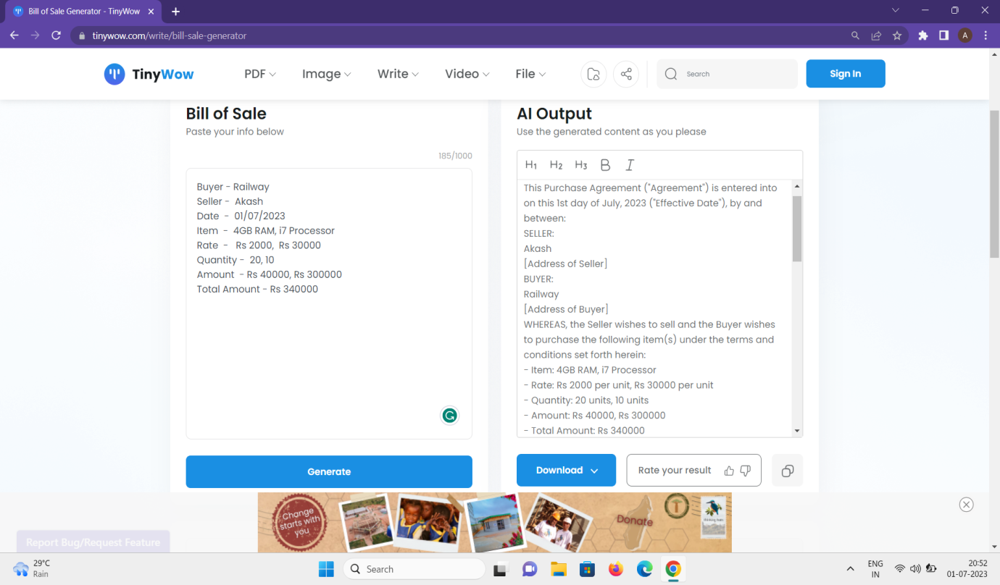 Bill of Sale Generator - TinyWow
tinywow.com/write/bill-sale-generator
A
TinyWow
PDF
Image
Write
Video
File
Search
Sign In
Bill of Sale
Paste your info below
185/1000
Buyer - Railway
Seller - Akash
Date - 01/07/2023
Item - 4GB RAM, i7 Processor
Rate - Rs 2000, Rs 30000
Quantity - 20, 10
Amount - Rs 40000, Rs 300000
Total Amount - Rs 340000
Generate
AI Output
Use the generated content as you please
H1 H2 H3 B I
This Purchase Agreement ("Agreement") is entered into
on this 1st day of July, 2023 ("Effective Date"), by and
between:
SELLER:
Akash
[Address of Seller]
BUYER:
Railway
[Address of Buyer]
WHEREAS, the Seller wishes to sell and the Buyer wishes
to purchase the following item(s) under the terms and
conditions set forth herein:
- Item: 4GB RAM, i7 Processor
- Rate: Rs 2000 per unit, Rs 30000 per unit
- Quantity: 20 units, 10 units
- Amount: Rs 40000, Rs 300000
- Total Amount: Rs 340000
Download
Rate your result
Change
starts with
you
Donate
Report Bug/Request Feature
29°C
Rain
Search
ENG
IN
20:52
01-07-2023